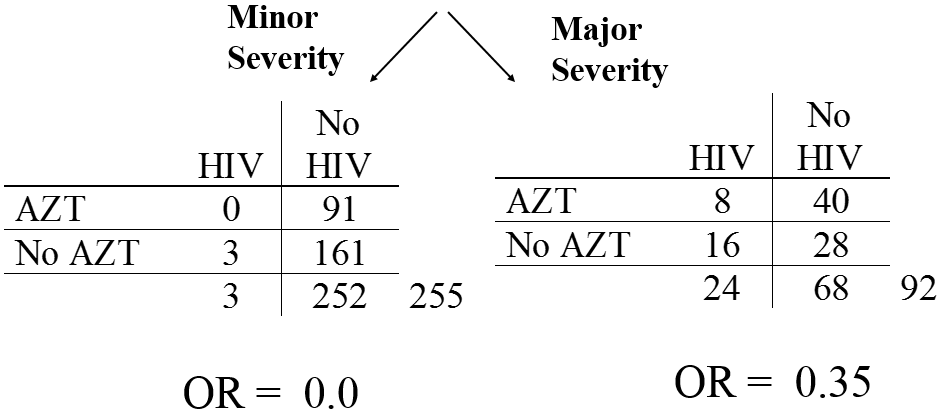 Minor
Severity
Major
Severity
No
HIV HIV
AZT 0 91
No AZT 3 161
3 252 255
OR = 0.0
No
HIV HIV
AZT 8 40
No AZT 16 28
24 68 92
OR = 0.35